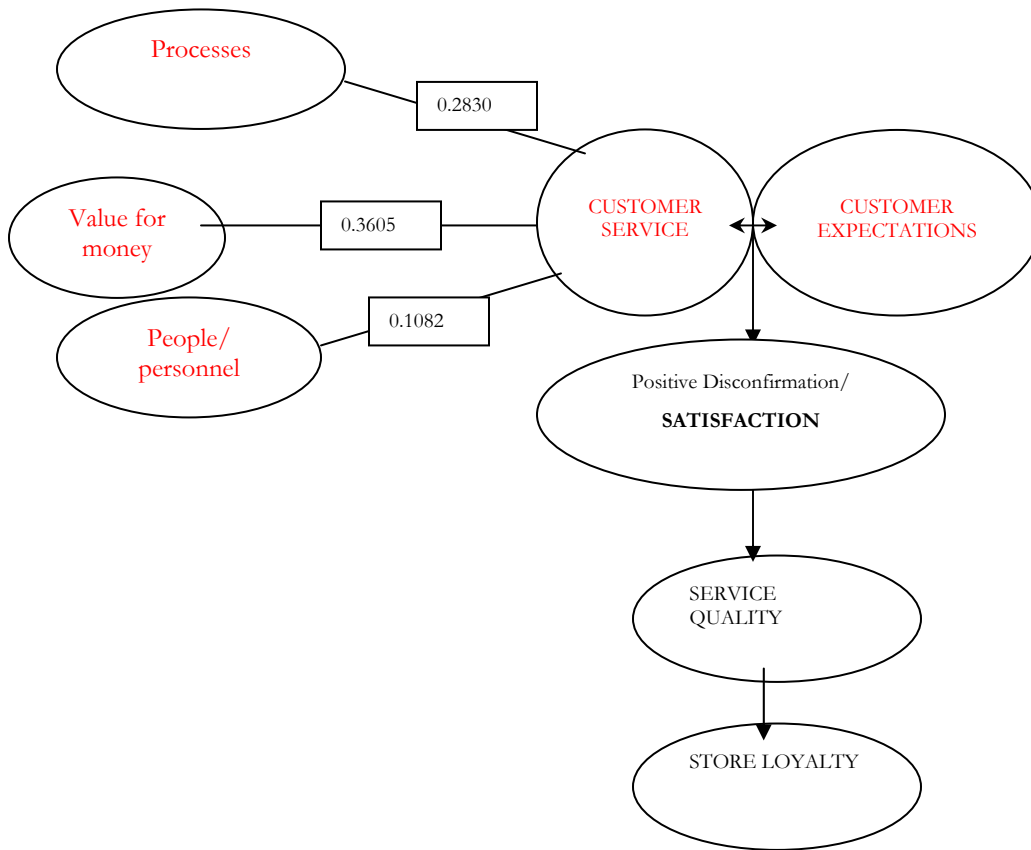 Processes
0.2830
Value for
money
0.3605
People/
personnel
0.1082
CUSTOMER
SERVICE
CUSTOMER
EXPECTATIONS
Positive Disconfirmation/
SATISFACTION
SERVICE
QUALITY
STORE LOYALTY